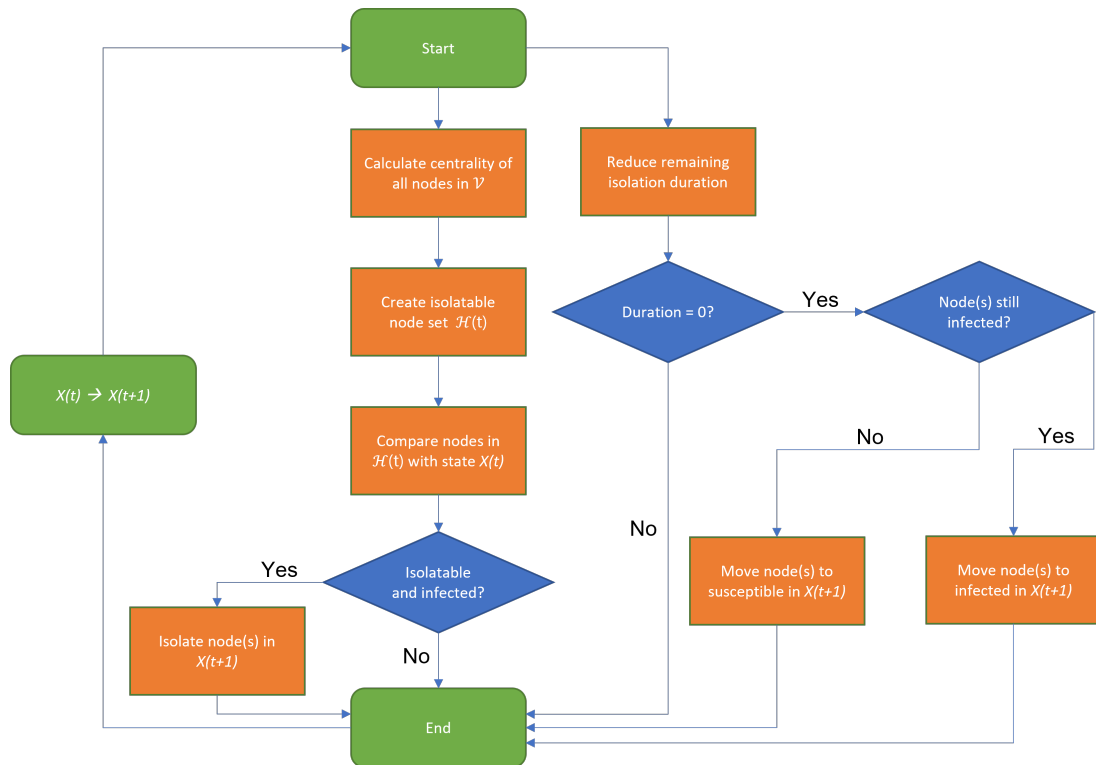 Start
Calculate centrality of
all nodes in 𝒱
Reduce remaining
isolation duration
Create isolatable
node set ℋ(t)
Duration = 0?
Yes
Node(s) still
infected?
X(t) → X(t+1)
Compare nodes in
ℋ(t) with state X(t)
No
Yes
No
Yes
Isolatable
and infected?
Move node(s) to
susceptible in X(t+1)
Move node(s) to
infected in X(t+1)
Isolate node(s) in
X(t+1)
No
End